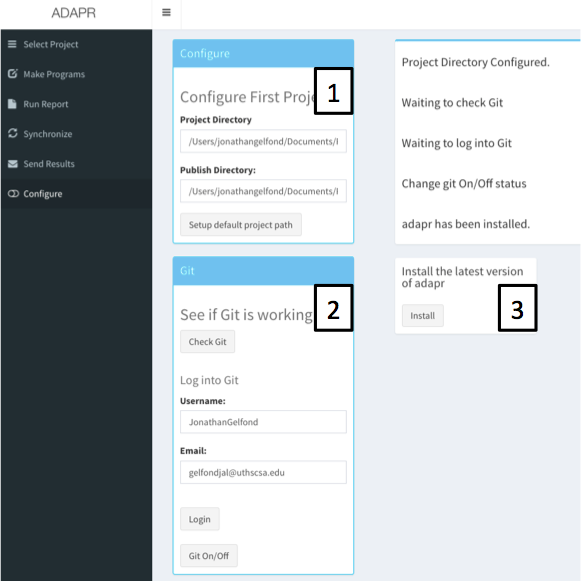 ADAPR
Select Project
Make Programs
Run Report
Synchronize
Send Results
Configure
Configure
Configure First Proj
1
Project Directory
/Users/jonathangelfond/Documents/
Publish Directory:
/Users/jonathangelfond/Documents/
Setup default project path
Git
See if Git is working
2
Check Git
Log into Git
Username:
JonathanGelfond
Email:
gelfondjal@uthscsa.edu
Login
Git On/Off
Project Directory Configured.
Waiting to check Git
Waiting to log into Git
Change git On/Off status
adapr has been installed.
Install the latest version
of adapr
3
Install